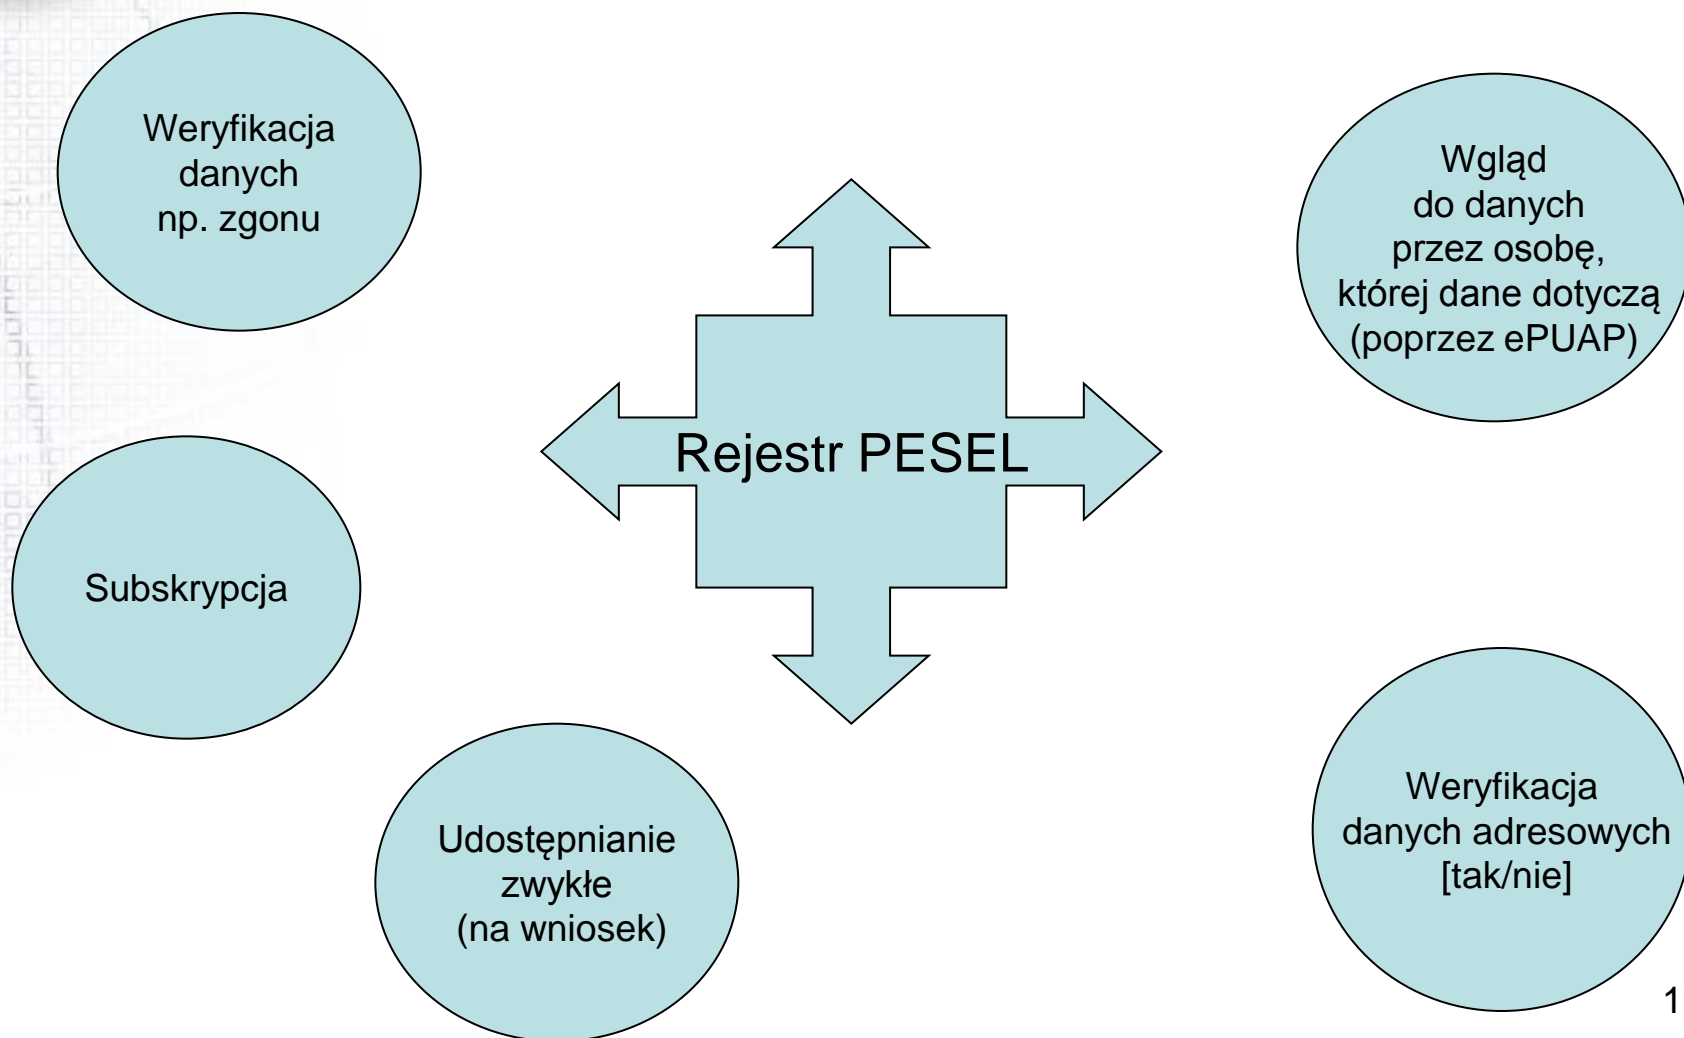 Weryfikacja
danych
np. zgonu
Wgląd
do danych
przez osobę,
której dane dotyczą
(poprzez ePUAP)
Rejestr PESEL
Subskrypcja
Udostępnianie
zwykłe
(na wniosek)
Weryfikacja
danych adresowych
[tak/nie]
1